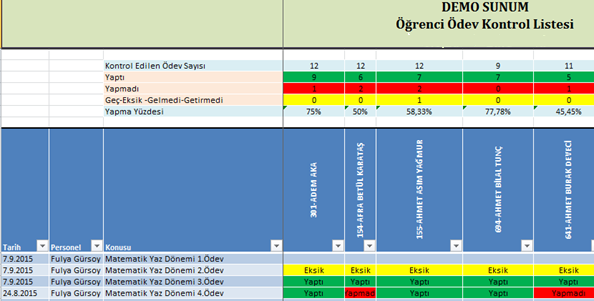 DEMO SUNUM
Öğrenci Ödev Kontrol Listesi
Kontrol Edilen Ödev Sayısı 12 12 12 9 11
Yaptı 9 6 7 7 5
Yapmadı 1 2 2 0 1
Geç-Eksik -Gelmedi-Getirmedi 0 0 1 0 0
Yapma Yüzdesi 75% 50% 58,33% 77,78% 45,45%
Tarih Personel Konusu 301-ADEM AKA 154-AFRA BETÜL KARATAŞ 155-AHMET ASIM YAĞMUR 694-AHMET BİLAL TUNÇ 641-AHMET BURAK DEVECİ
7.9.2015 Fulya Gürsoy Matematik Yaz Dönemi 1.Ödev
7.9.2015 Fulya Gürsoy Matematik Yaz Dönemi 2.Ödev Eksik Eksik Eksik Eksik Eksik
7.9.2015 Fulya Gürsoy Matematik Yaz Dönemi 3.Ödev Yaptı Yaptı Yaptı Yaptı Yaptı
24.8.2015 Fulya Gürsoy Matematik Yaz Dönemi 4.Ödev Yaptı Yapmad Yaptı Yaptı Yapmadı